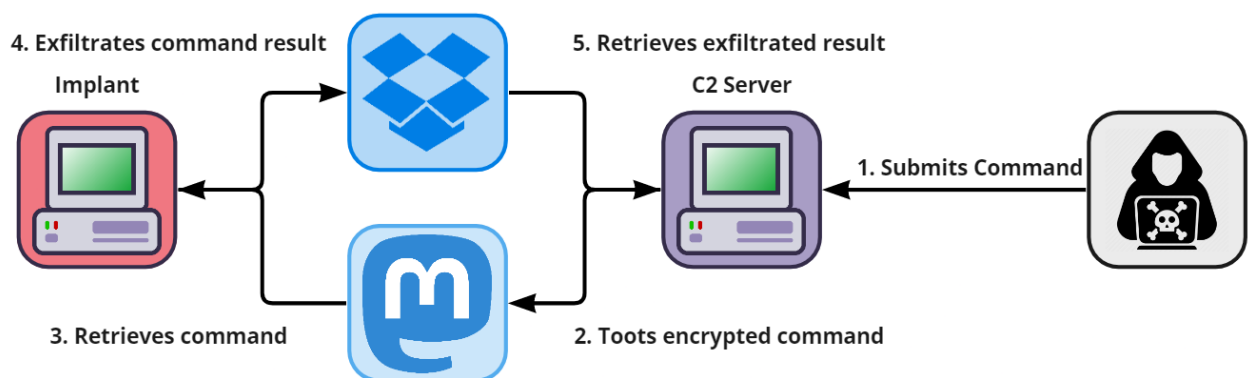 4. Exfiltrates command result
5. Retrieves exfiltrated result
Implant
C2 Server
1. Submits Command
3. Retrieves command
2. Toots encrypted command